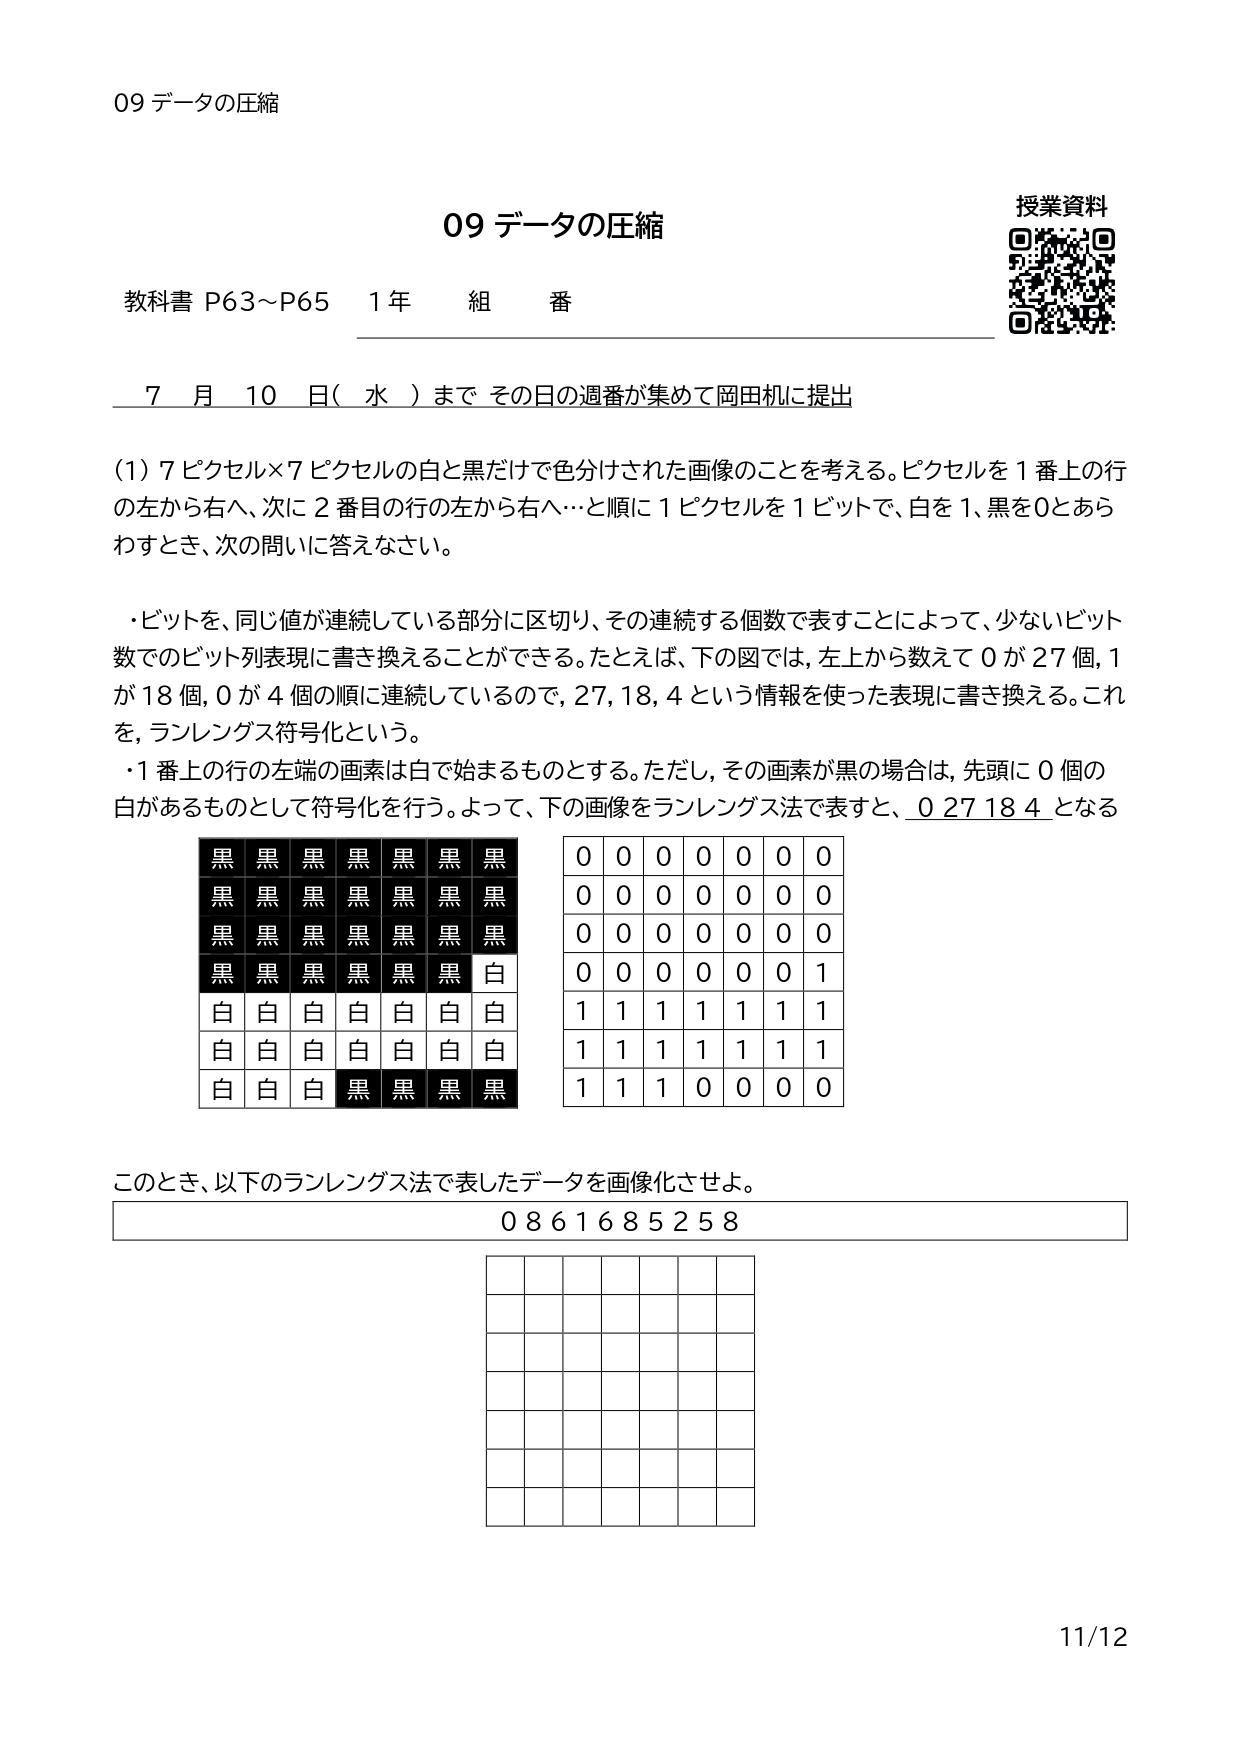 09 データの圧縮
授業資料
09 データの圧縮
教科書 P63～P65 1年 組 番
7 月 10 日( 水 ) まで その日の週番が集めて岡田机に提出
(1) 7 ピクセル×7 ピクセルの白と黒だけで色分けされた画像のことを考える。ピクセルを 1 番上の行
の左から右へ、次に 2 番目の行の左から右へ…と順に 1 ピクセルを 1 ビットで、白を 1、黒を0とあら
わすとき、次の問いに答えなさい。
・ビットを、同じ値が連続している部分に区切り、その連続する個数で表すことによって、少ないビット
数でのビット列表現に書き換えることができる。たとえば、下の図では, 左上から数えて 0 が 27 個, 1
が 18 個, 0 が 4 個の順に連続しているので, 27, 18, 4 という情報を使った表現に書き換える。これ
を, ランレングス符号化という。
・1 番上の行の左端の画素は白で始まるものとする。ただし, その画素が黒の場合は, 先頭に 0 個の
白があるものとして符号化を行う。よって、下の画像をランレングス法で表すと、 0 27 18 4 となる
黒 黒 黒 黒 黒 黒 黒 0 0 0 0 0 0 0
黒 黒 黒 黒 黒 黒 黒 0 0 0 0 0 0 0
黒 黒 黒 黒 黒 黒 黒 0 0 0 0 0 0 0
黒 黒 黒 黒 黒 黒 白 0 0 0 0 0 0 1
白 白 白 白 白 白 白 1 1 1 1 1 1 1
白 白 白 白 白 白 白 1 1 1 1 1 1 1
白 白 白 黒 黒 黒 黒 1 1 1 0 0 0 0
このとき、以下のランレングス法で表したデータを画像化させよ。
0 8 6 1 6 8 5 2 5 8
11/12